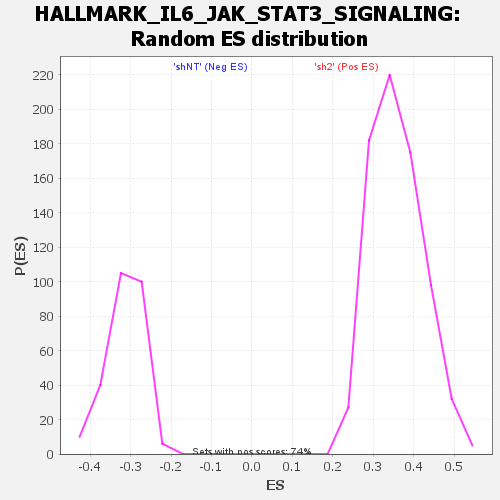 HALLMARK_IL6_JAK_STAT3_SIGNALING:
Random ES distribution
'shNT' (Neg ES) 'sh2' (Pos ES)
220
200
180
160
140
120
100
80
60
40
20
0
P(ES)
Sets with pos scores: 74%
-0.4 -0.3 -0.2 -0.1 0.0 0.1 0.2 0.3 0.4 0.5
ES